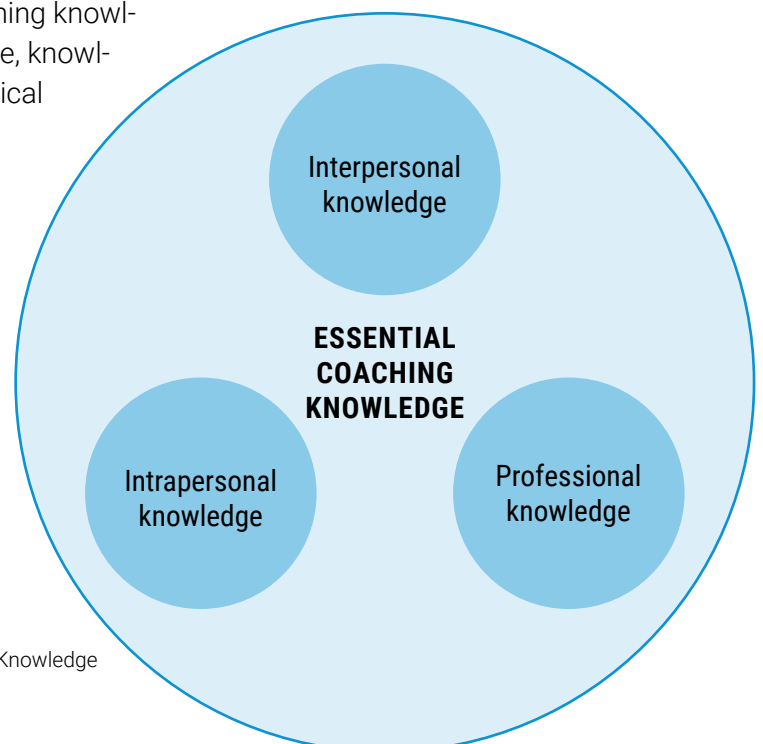 ning knowl-
e, knowl-
ical
Interpersonal
knowledge
ESSENTIAL
COACHING
KNOWLEDGE
Intrapersonal
knowledge
Professional
knowledge
Knowledge